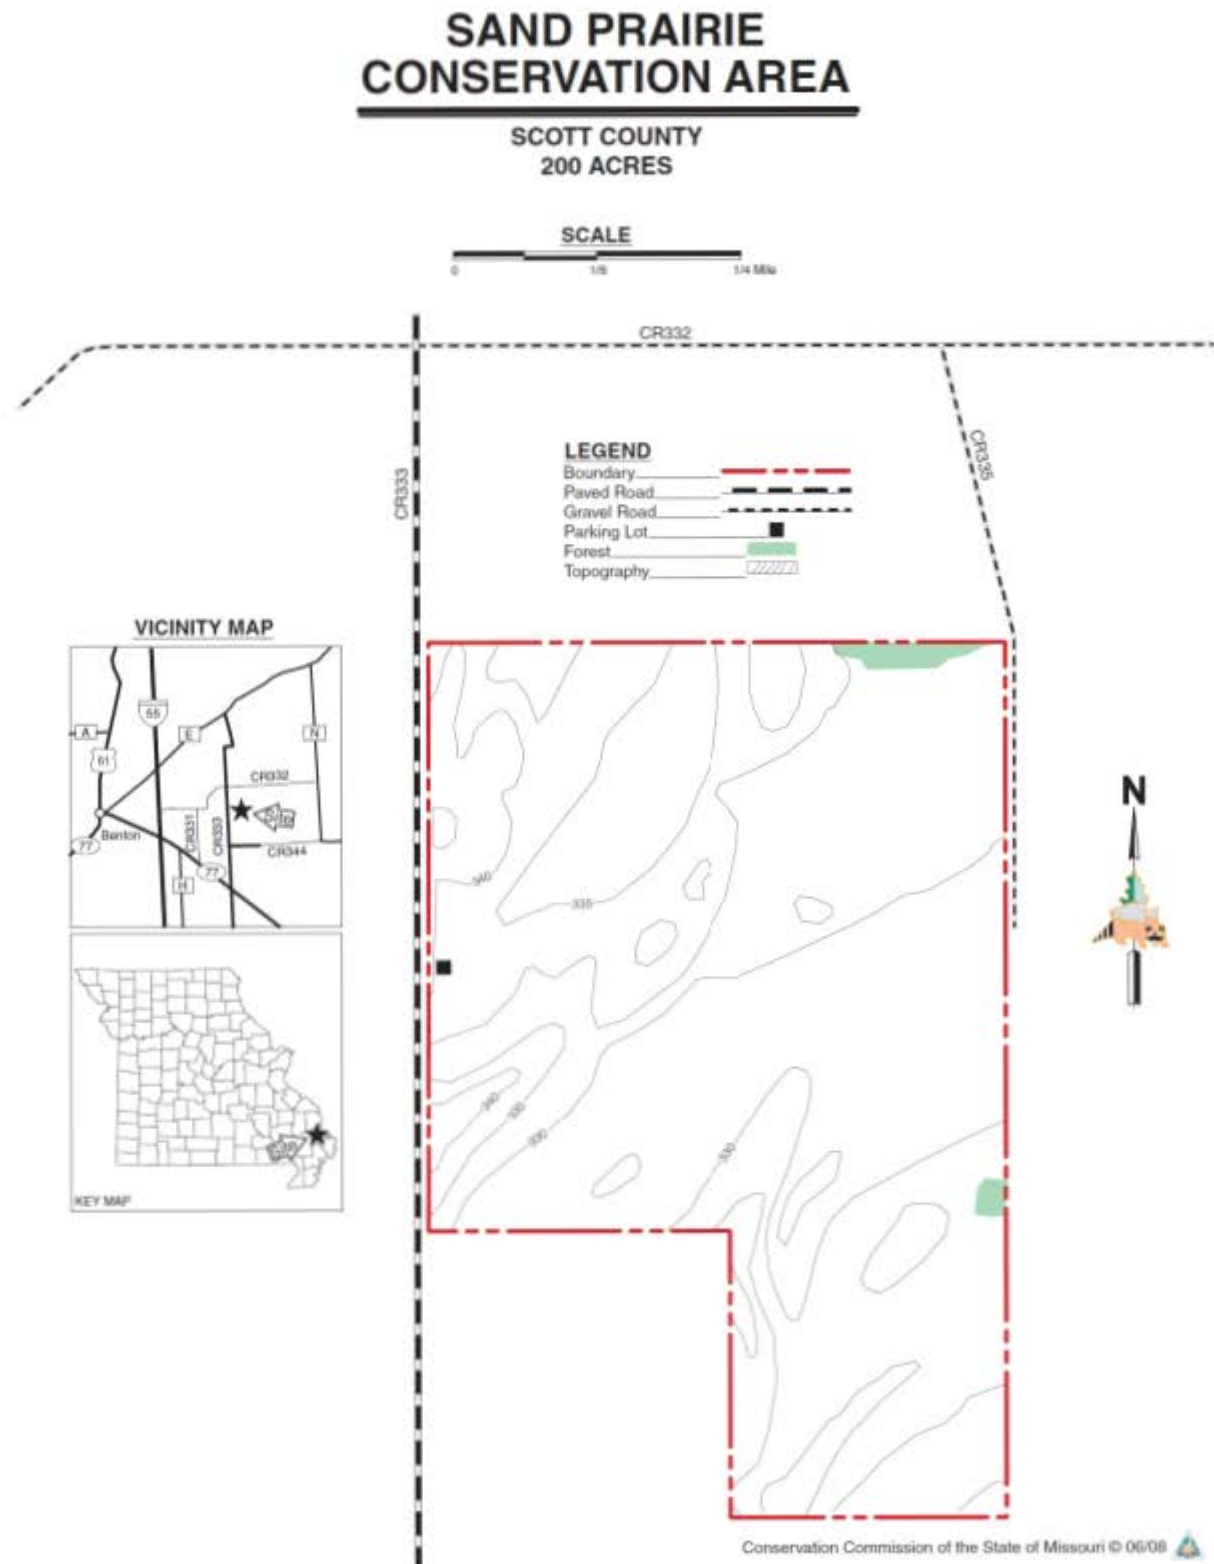 SAND PRAIRIE
CONSERVATION AREA
SCOTT COUNTY
200 ACRES
SCALE
0 1/8 1/4 Mile
CR332
CR333
CR335
LEGEND
Boundary
Paved Road
Gravel Road
Parking Lot
Forest
Topography
VICINITY MAP
55
A
E
N
61
CR332
Benton
CR331
CR333
77
CR344
77
H
KEY MAP
N
340
335
340
335
330
330
Conservation Commission of the State of Missouri © 06/08